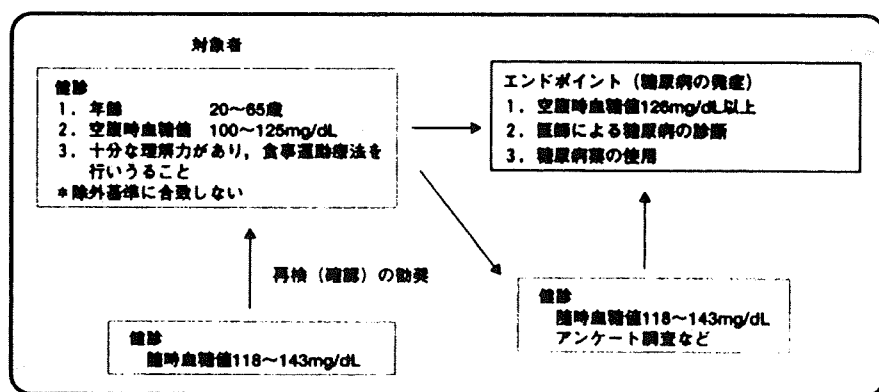 対象者
健診
1. 年齢 20〜65歳
2. 空腹時血糖値 100〜125mg/dL
3. 十分な理解力があり，食事運動療法を
行いうること
＊除外基準に合致しない
エンドポイント（糖尿病の発症）
1. 空腹時血糖値126mg/dL以上
2. 医師による糖尿病の診断
3. 糖尿病薬の使用
再検（確認）の勧奨
健診
随時血糖値118〜143mg/dL
健診
随時血糖値118〜143mg/dL
アンケート調査など